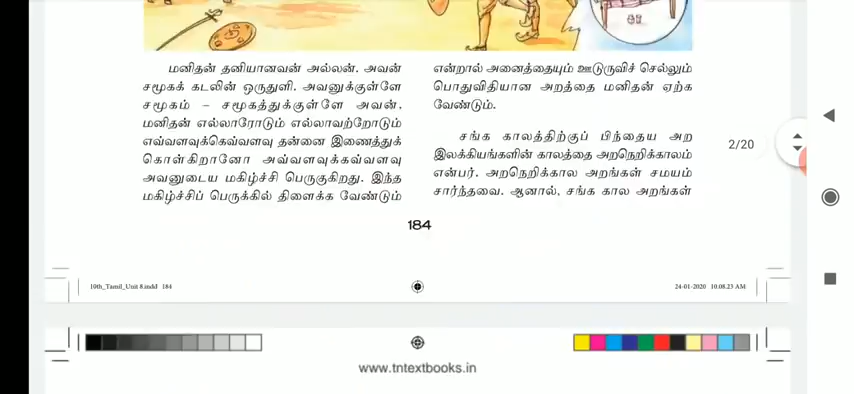 மனிதன் தனியானவன் அல்லன். அவன்
சமூகக் கடலின் ஒருதுளி. அவனுக்குள்ளே
சமூகம் – சமூகத்துக்குள்ளே அவன்.
மனிதன் எல்லாரோடும் எல்லாவற்றோடும்
எவ்வளவுக்கெவ்வளவு தன்னை இணைத்துக்
கொள்கிறானோ அவ்வளவுக்கவ்வளவு
அவனுடைய மகிழ்ச்சி பெருகுகிறது. இந்த
மகிழ்ச்சிப் பெருக்கில் திளைக்க வேண்டும்
என்றால் அனைத்தையும் ஊடுருவிச் செல்லும்
பொதுவிதியான அறத்தை மனிதன் ஏற்க
வேண்டும்.
சங்க காலத்திற்குப் பிந்தைய அற
இலக்கியங்களின் காலத்தை அறநெறிக்காலம்
என்பர். அறநெறிக்கால அறங்கள் சமயம்
சார்ந்தவை. ஆனால், சங்க கால அறங்கள்
2/20
184
10th_Tamil_Unit 8.indd 184
24-01-2020 10.08.23 AM
www.tntextbooks.in